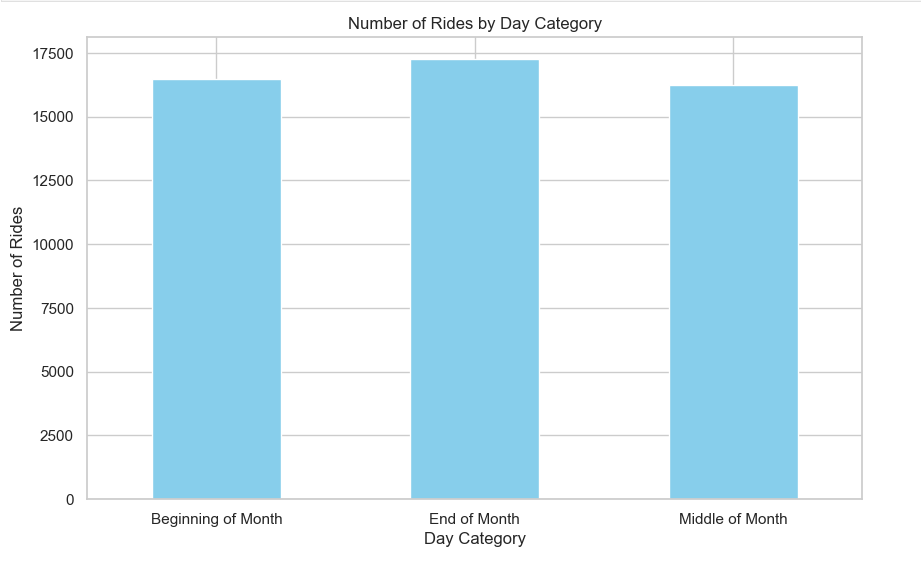 Number of Rides by Day Category
Number of Rides
17500
15000
12500
10000
7500
5000
2500
0
Beginning of Month
End of Month
Middle of Month
Day Category